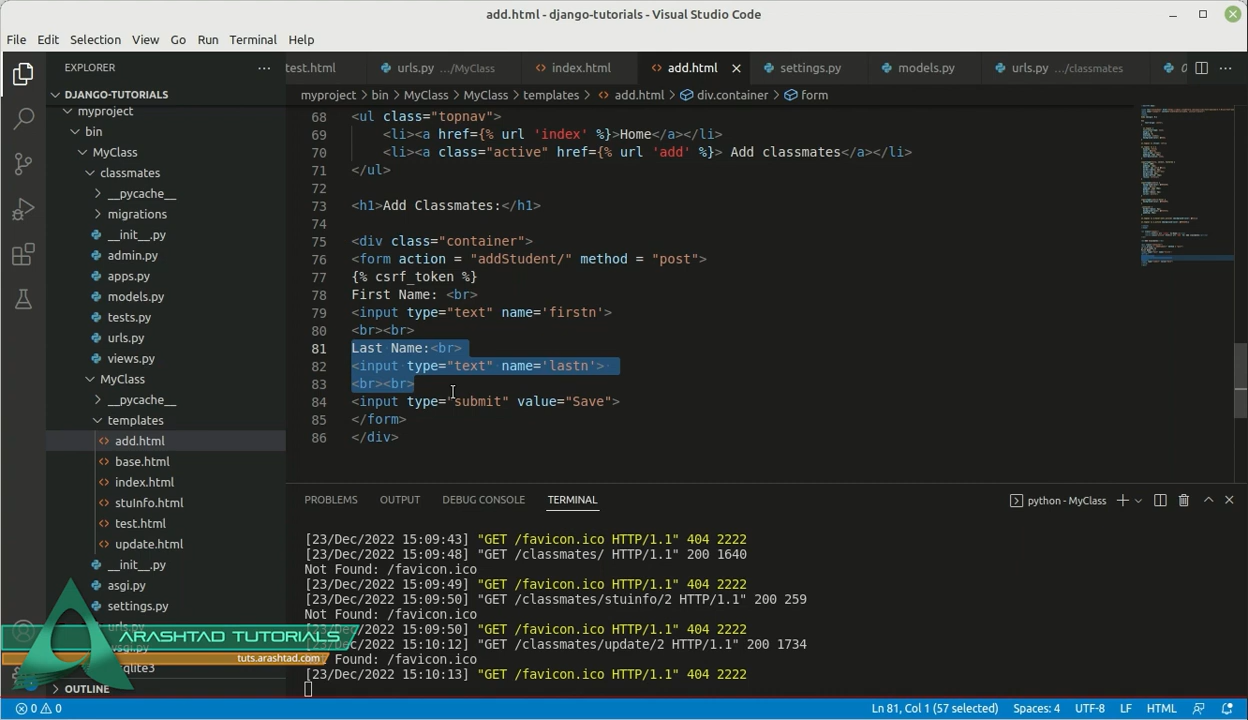 add.html - django-tutorials - Visual Studio Code
File Edit Selection View Go Run Terminal Help
EXPLORER
test.html urls.py .../MyClass index.html add.html settings.py models.py urls.py .../classmates
DJANGO-TUTORIALS
myproject > bin > MyClass > MyClass > templates > add.html > div.container > form
myproject
bin
MyClass
classmates
__pycache__
migrations
__init__.py
admin.py
apps.py
models.py
tests.py
urls.py
views.py
MyClass
__pycache__
templates
add.html
base.html
index.html
stuInfo.html
test.html
update.html
__init__.py
asgi.py
settings.py
OUTLINE
68 <ul class="topnav">
69 <li><a href={% url 'index' %}>Home</a></li>
70 <li><a class="active" href={% url 'add' %}> Add classmates</a></li>
71 </ul>
72
73 <h1>Add Classmates:</h1>
74
75 <div class="container">
76 <form action = "addStudent/" method = "post">
77 {% csrf_token %}
78 First Name: <br>
79 <input type="text" name='firstn'>
80 <br><br>
81 Last Name:<br>
82 <input type="text" name='lastn'>
83 <br><br>
84 <input type="submit" value="Save">
85 </form>
86 </div>
PROBLEMS OUTPUT DEBUG CONSOLE TERMINAL
python - MyClass
[23/Dec/2022 15:09:43] "GET /favicon.ico HTTP/1.1" 404 2222
[23/Dec/2022 15:09:48] "GET /classmates/ HTTP/1.1" 200 1640
Not Found: /favicon.ico
[23/Dec/2022 15:09:49] "GET /favicon.ico HTTP/1.1" 404 2222
[23/Dec/2022 15:09:50] "GET /classmates/stuinfo/2 HTTP/1.1" 200 259
Not Found: /favicon.ico
/Dec/2022 15:09:50] "GET /favicon.ico HTTP/1.1" 404 2222
/Dec/2022 15:10:12] "GET /classmates/update/2 HTTP/1.1" 200 1734
Found: /favicon.ico
[23/Dec/2022 15:10:13] "GET /favicon.ico HTTP/1.1" 404 2222
ARASHTAD TUTORIALS
tuts.arashtad.com
0 0
Ln 81, Col 1 (57 selected) Spaces: 4 UTF-8 LF HTML